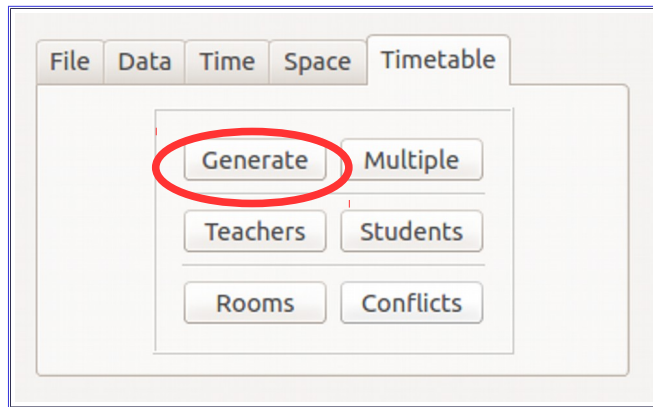 File Data Time Space Timetable
Generate Multiple
Teachers Students
Rooms Conflicts